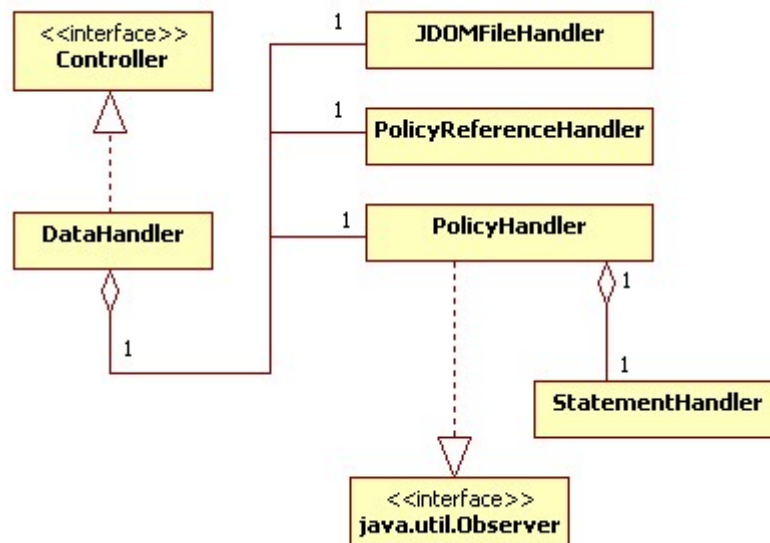 <<interface>>
Controller
1
JDOMFileHandler
1
PolicyReferenceHandler
DataHandler
1
PolicyHandler
1
1
1
StatementHandler
<<interface>>
java.util.Observer